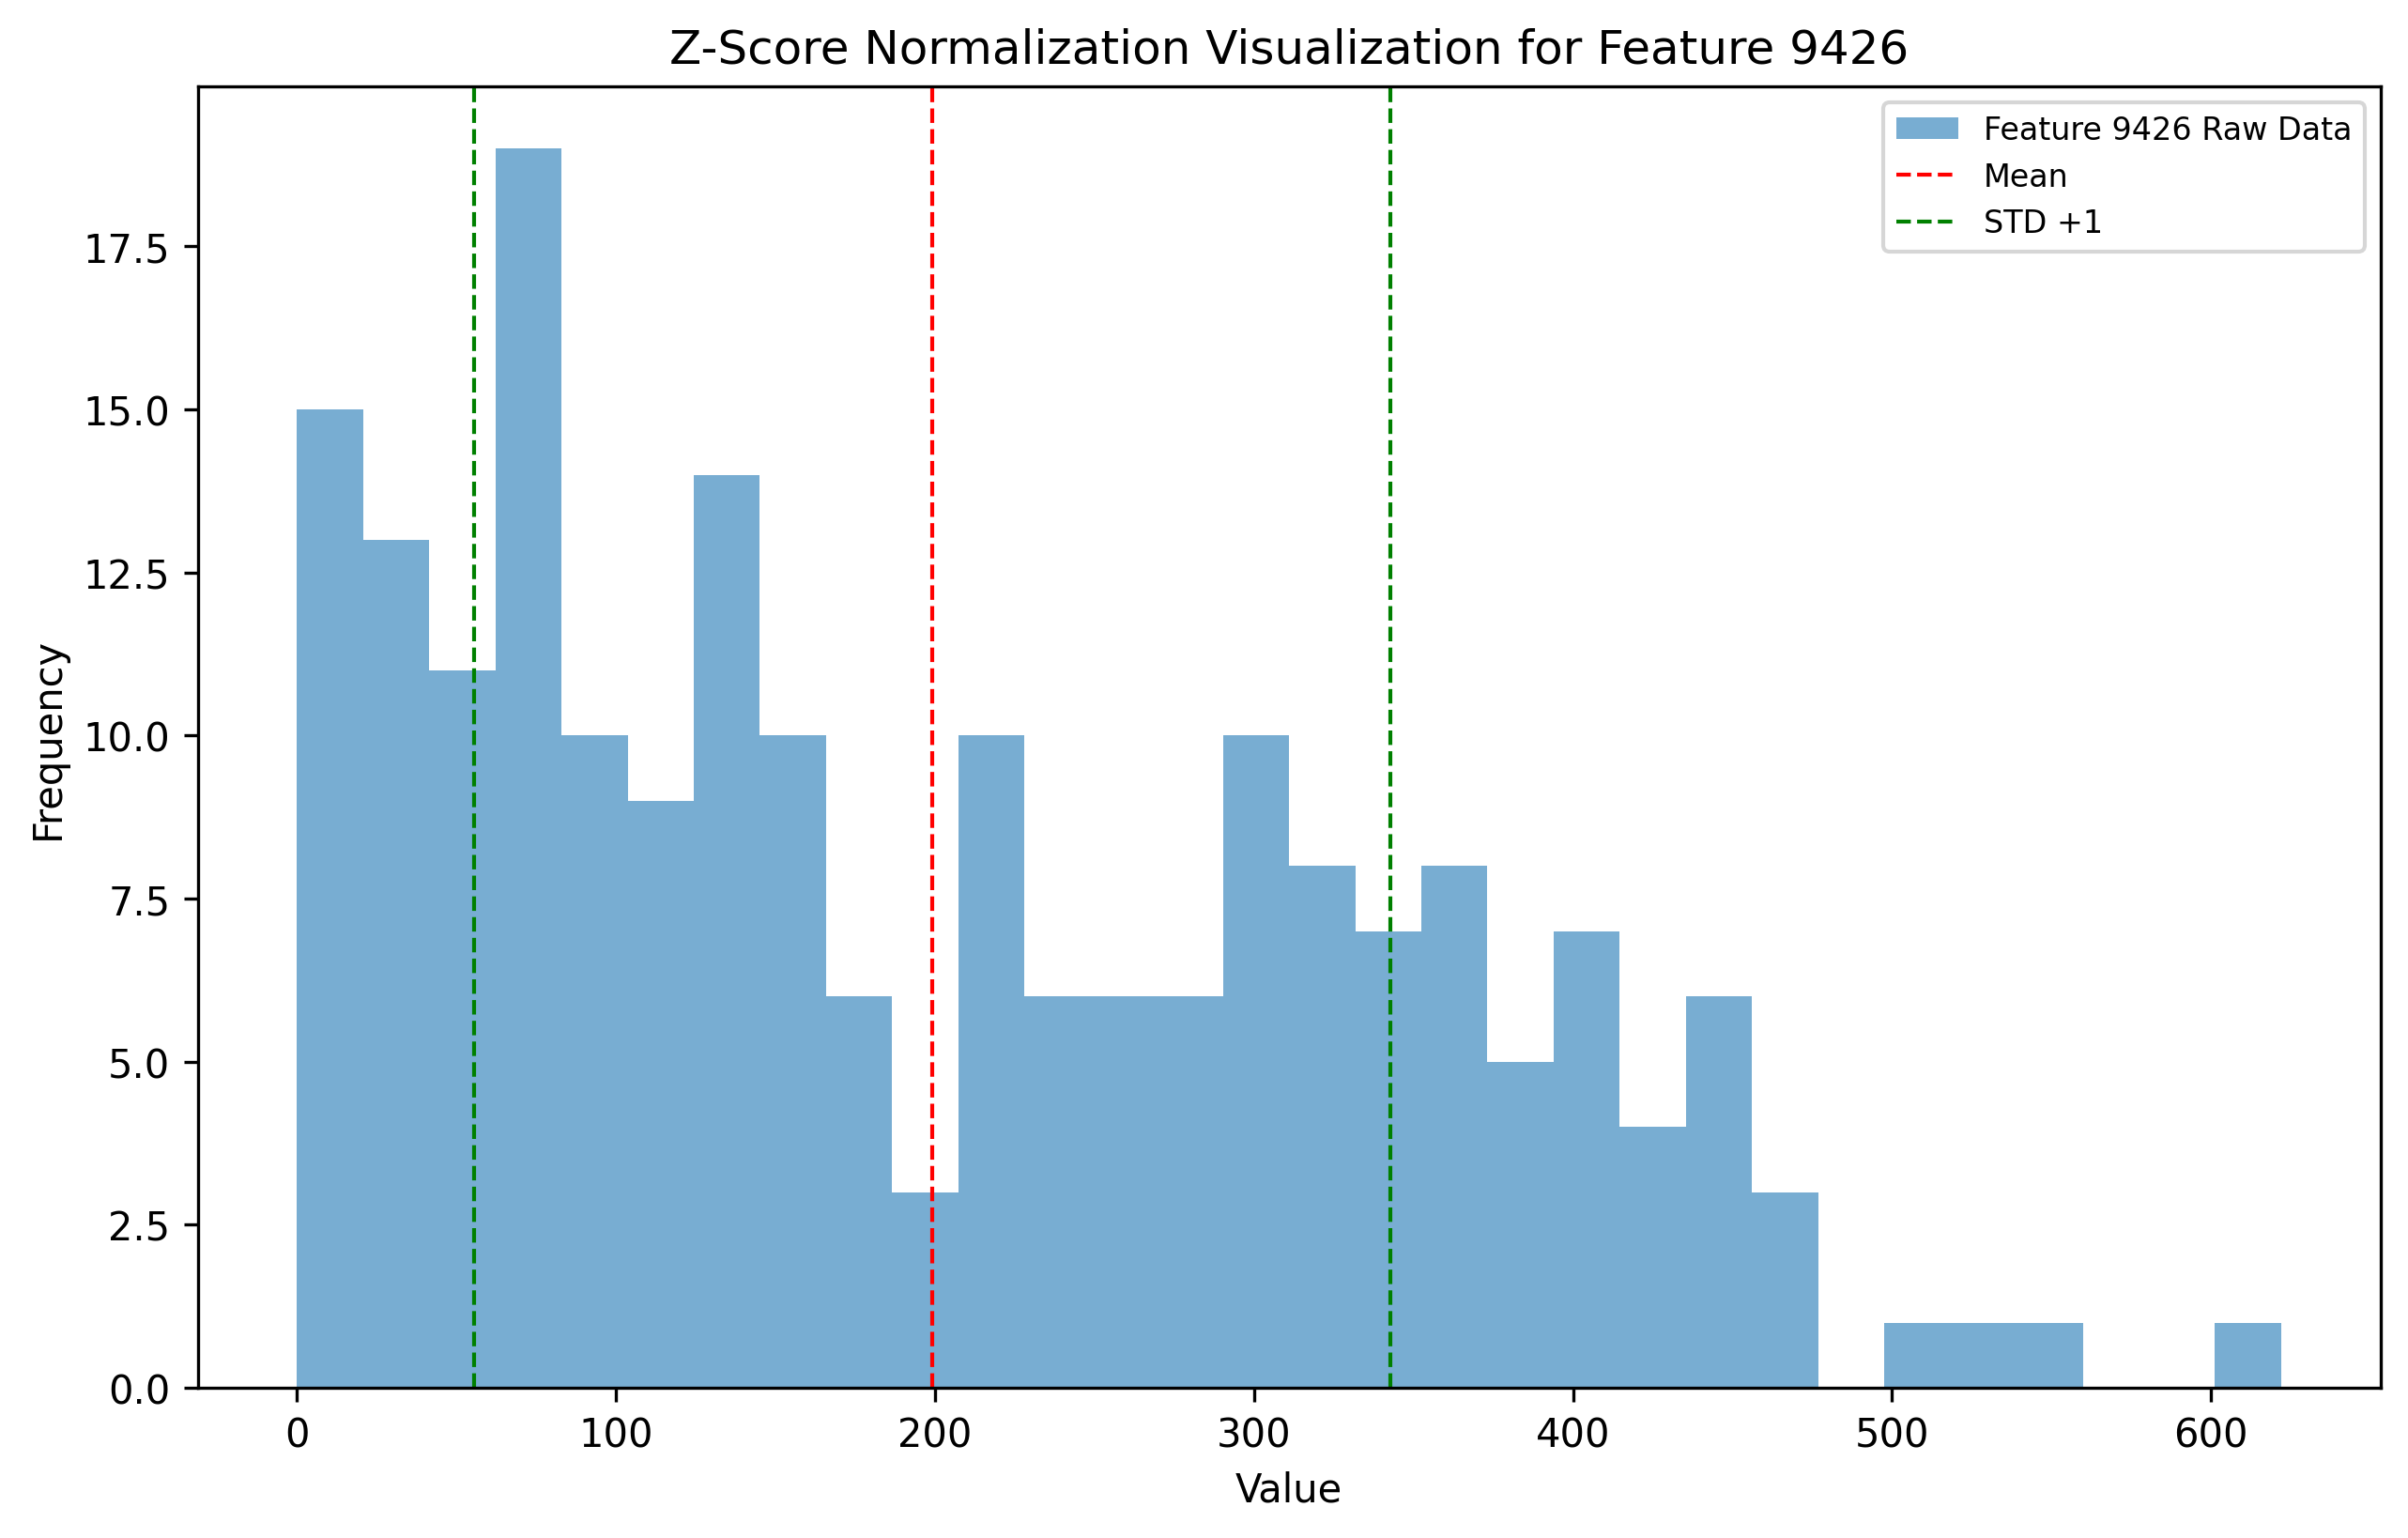 Z-Score Normalization Visualization for Feature 9426
Feature 9426 Raw Data
Mean
STD +1
17.5
15.0
12.5
10.0
7.5
5.0
2.5
0.0
Frequency
0 100 200 300 400 500 600
Value